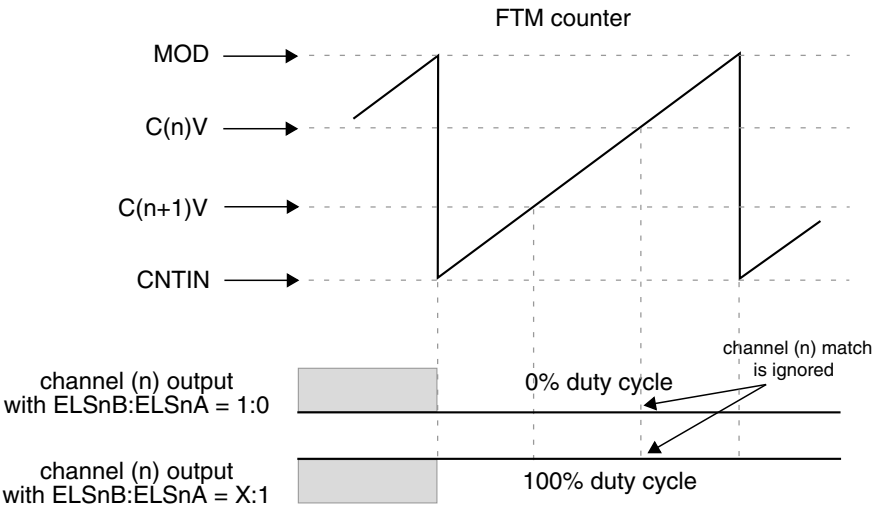 FTM counter
MOD
C(n)V
C(n+1)V
CNTIN
channel (n) match
is ignored
channel (n) output
with ELSnB:ELSnA = 1:0
0% duty cycle
channel (n) output
with ELSnB:ELSnA = X:1
100% duty cycle